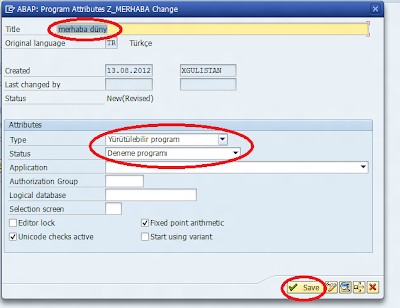 ABAP: Program Attributes Z_MERHABA Change
Title merhaba düny
Original language TR Türkçe
Created 13.08.2012 XGULISTAN
Last changed by
Status New(Revised)
Attributes
Type Yürütülebilir program
Status Deneme programı
Application
Authorization Group
Logical database
Selection screen
Editor lock Fixed point arithmetic
Unicode checks active Start using variant
Save